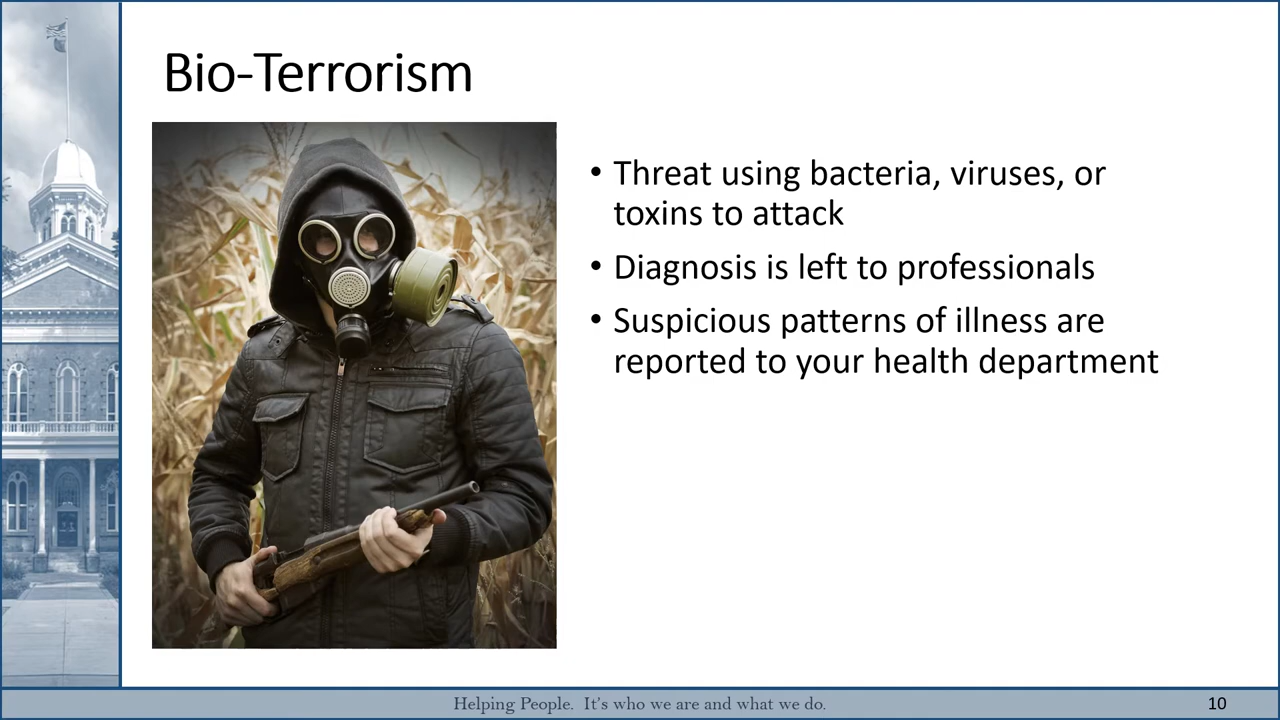 Bio-Terrorism
• Threat using bacteria, viruses, or
toxins to attack
• Diagnosis is left to professionals
• Suspicious patterns of illness are
reported to your health department
Helping People.  It's who we are and what we do.
10